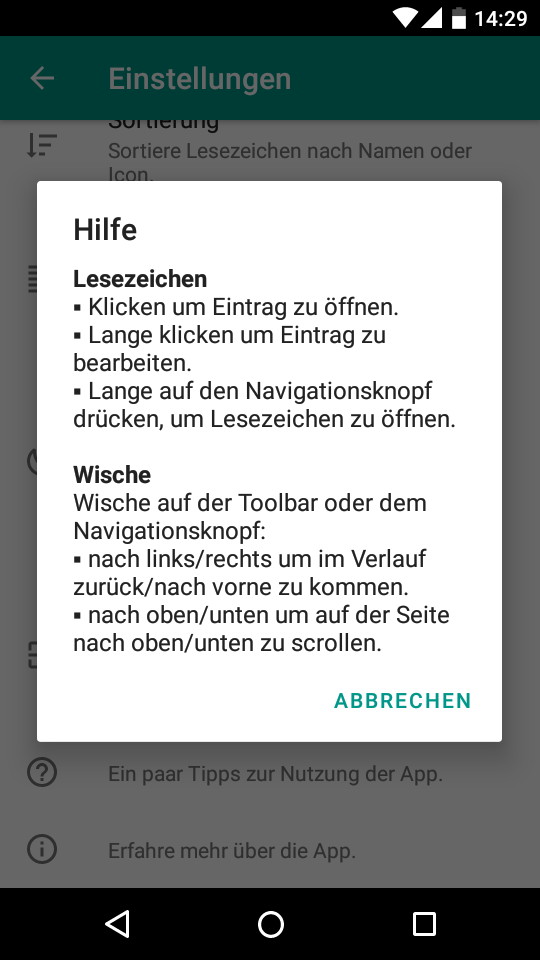 14:29
Einstellungen
Sortierung
Sortiere Lesezeichen nach Namen oder
Icon.
Hilfe
Lesezeichen
▪ Klicken um Eintrag zu öffnen.
▪ Lange klicken um Eintrag zu
bearbeiten.
▪ Lange auf den Navigationsknopf
drücken, um Lesezeichen zu öffnen.
Wische
Wische auf der Toolbar oder dem
Navigationsknopf:
▪ nach links/rechts um im Verlauf
zurück/nach vorne zu kommen.
▪ nach oben/unten um auf der Seite
nach oben/unten zu scrollen.
ABBRECHEN
Ein paar Tipps zur Nutzung der App.
Erfahre mehr über die App.